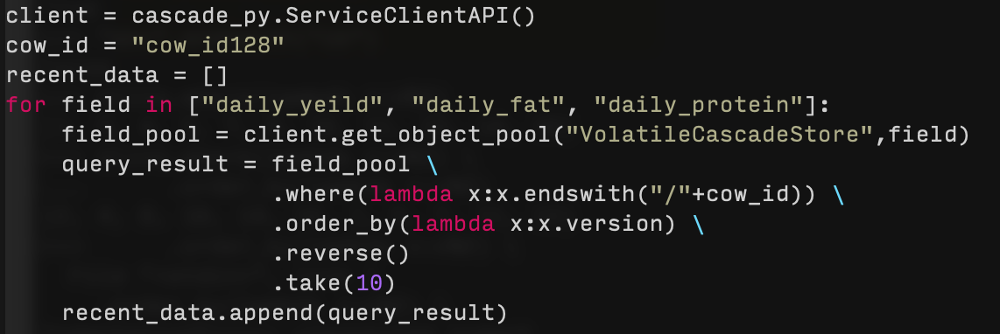 client = cascade_py.ServiceClientAPI()
cow_id = "cow_id128"
recent_data = []
for field in ["daily_yeild", "daily_fat", "daily_protein"]:
    field_pool = client.get_object_pool("VolatileCascadeStore",field)
    query_result = field_pool \
                   .where(lambda x:x.endswith("/"+cow_id)) \
                   .order_by(lambda x:x.version) \
                   .reverse()
                   .take(10)
    recent_data.append(query_result)